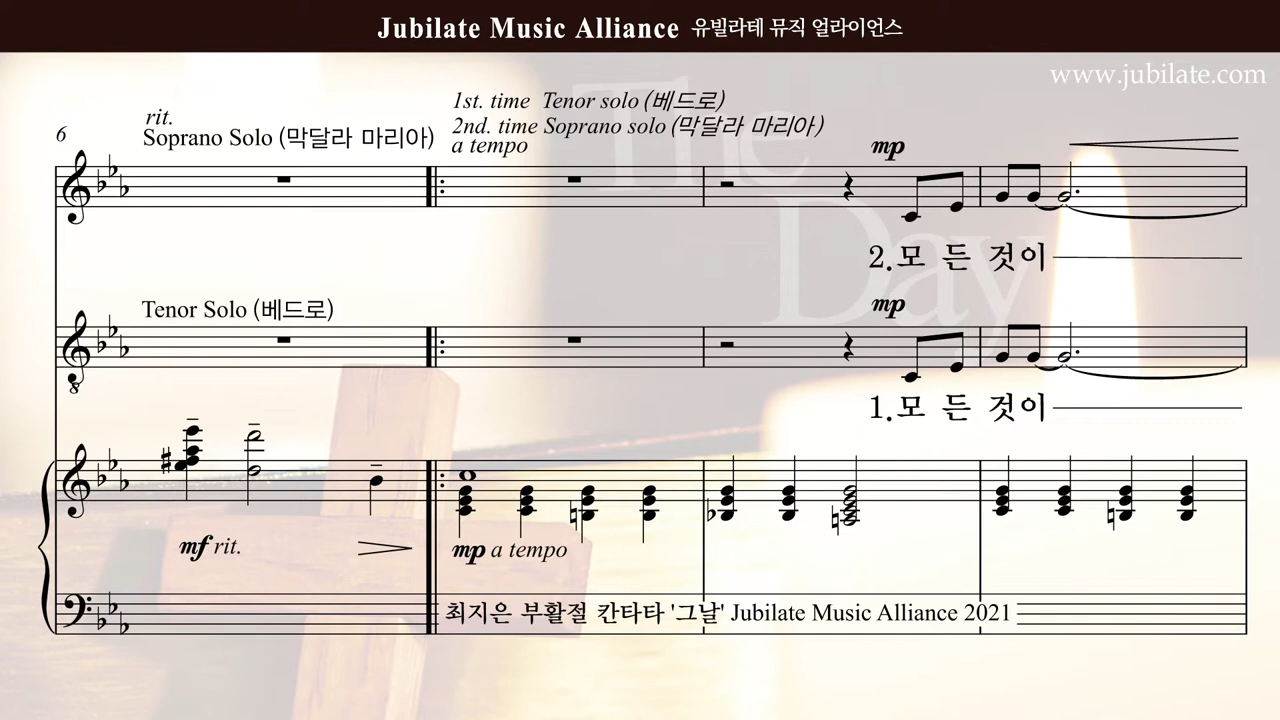 Jubilate Music Alliance 유빌라테 뮤직 얼라이언스
www.jubilate.com
The
Day
1st. time Tenor solo (베드로)
rit.
2nd. time Soprano solo (막달라 마리아)
6
Soprano Solo (막달라 마리아)
a tempo
mp
2.모 든 것이
Tenor Solo (베드로)
mp
8
1.모 든 것이
mf rit.
mp a tempo
최지은 부활절 칸타타 '그날' Jubilate Music Alliance 2021